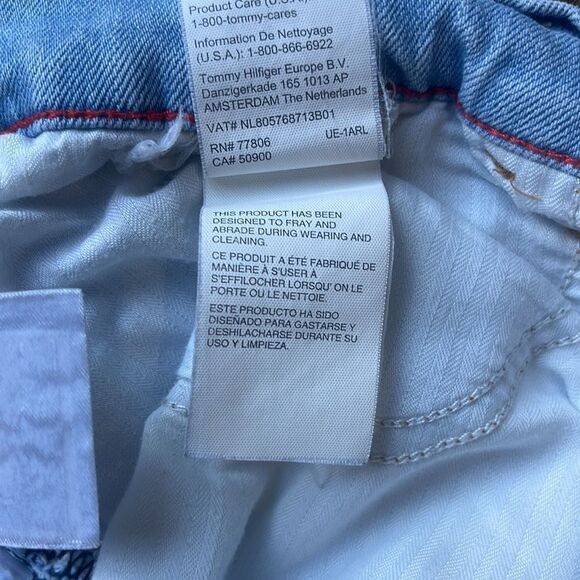 Product Care (U.S.A.)
1-800-tommy-cares
Information De Nettoyage
(U.S.A.): 1-800-866-6922
Tommy Hilfiger Europe B.V.
Danzigerkade 165 1013 AP
AMSTERDAM The Netherlands
VAT# NL805768713B01
RN# 77806 UE-1ARL
CA# 50900
THIS PRODUCT HAS BEEN
DESIGNED TO FRAY AND
ABRADE DURING WEARING AND
CLEANING.
CE PRODUIT A ÉTÉ FABRIQUÉ DE
MANIÈRE À S'USER À
S'EFFILOCHER LORSQU' ON LE
PORTE OU LE NETTOIE.
ESTE PRODUCTO HA SIDO
DISEÑADO PARA GASTARSE Y
DESHILACHARSE DURANTE SU
USO Y LIMPIEZA.